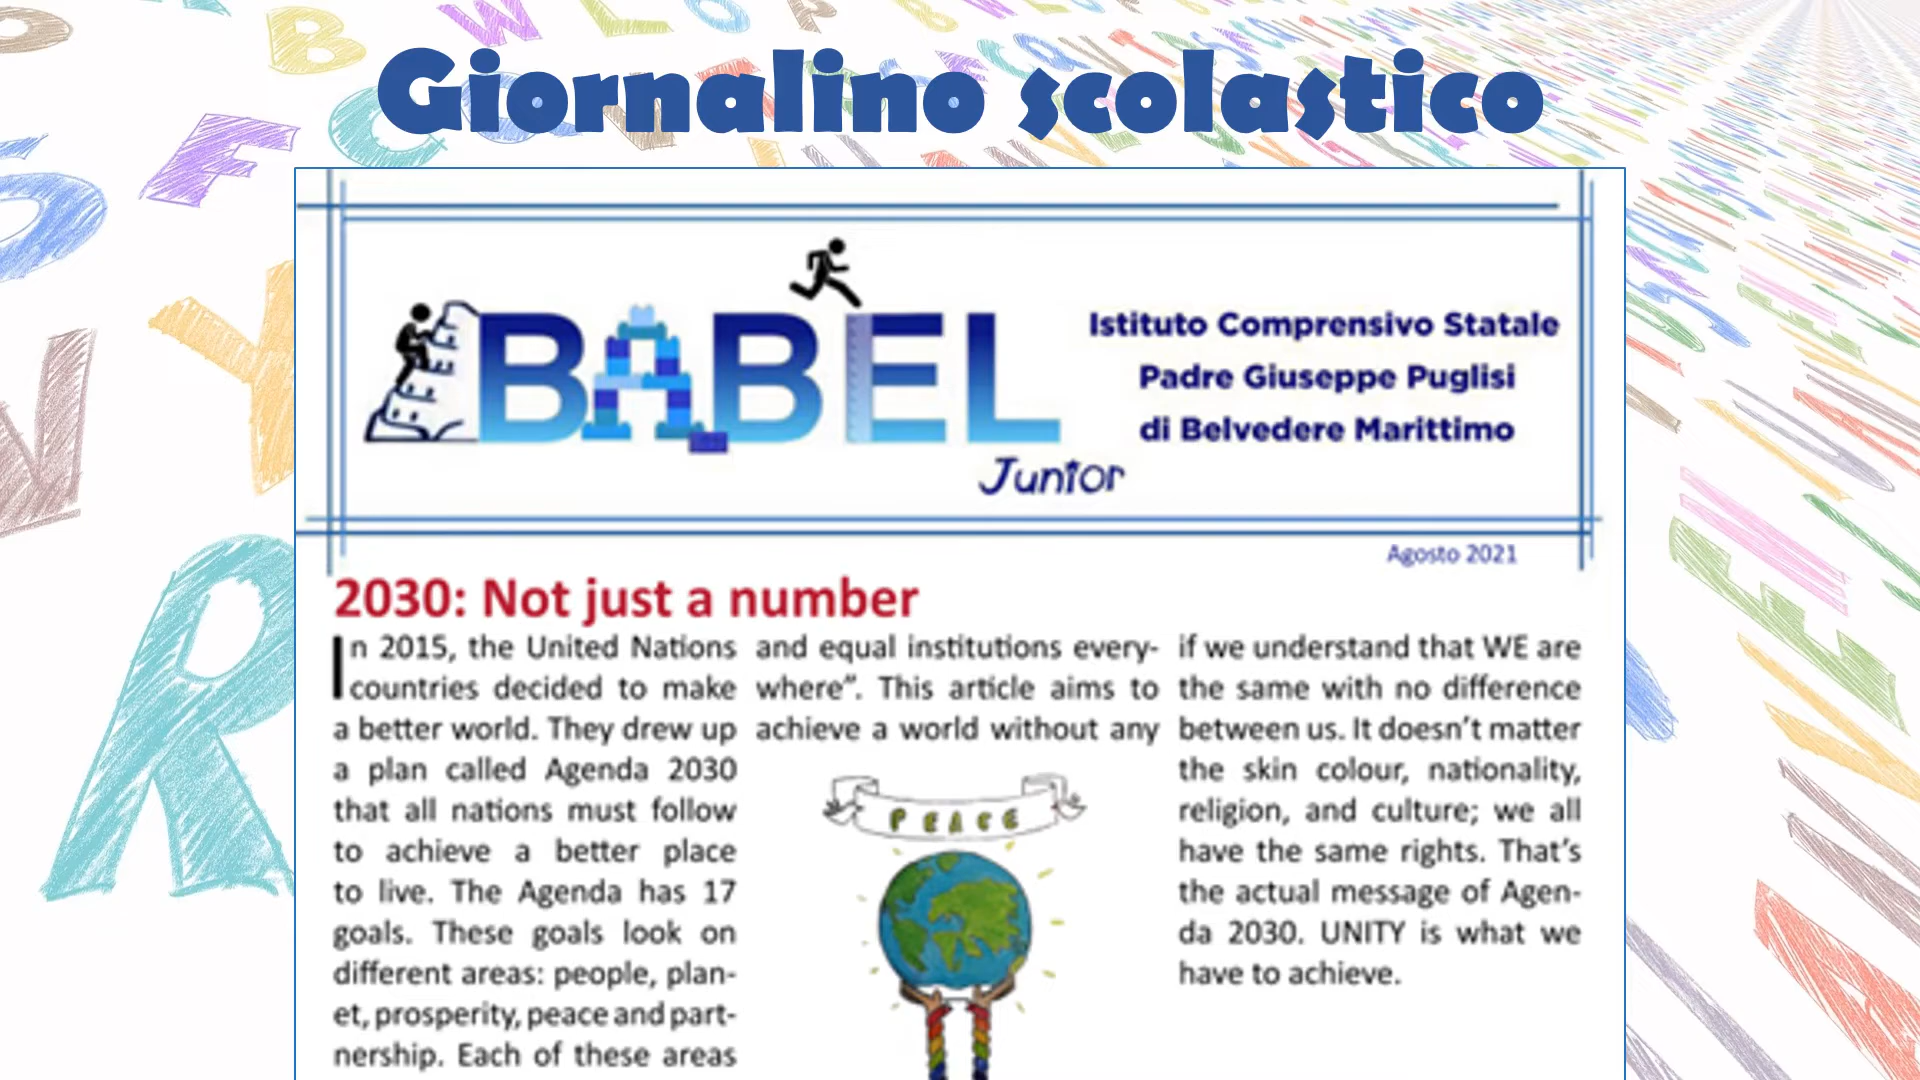 Giornalino scolastico
BABEL
Junior
Istituto Comprensivo Statale
Padre Giuseppe Puglisi
di Belvedere Marittimo
Agosto 2021
2030: Not just a number
In 2015, the United Nations
countries decided to make
a better world. They drew up
a plan called Agenda 2030
that all nations must follow
to achieve a better place
to live. The Agenda has 17
goals. These goals look on
different areas: people, plan-
et, prosperity, peace and part-
nership. Each of these areas
and equal institutions every-
where”. This article aims to
achieve a world without any
PEACE
if we understand that WE are
the same with no difference
between us. It doesn’t matter
the skin colour, nationality,
religion, and culture; we all
have the same rights. That’s
the actual message of Agen-
da 2030. UNITY is what we
have to achieve.